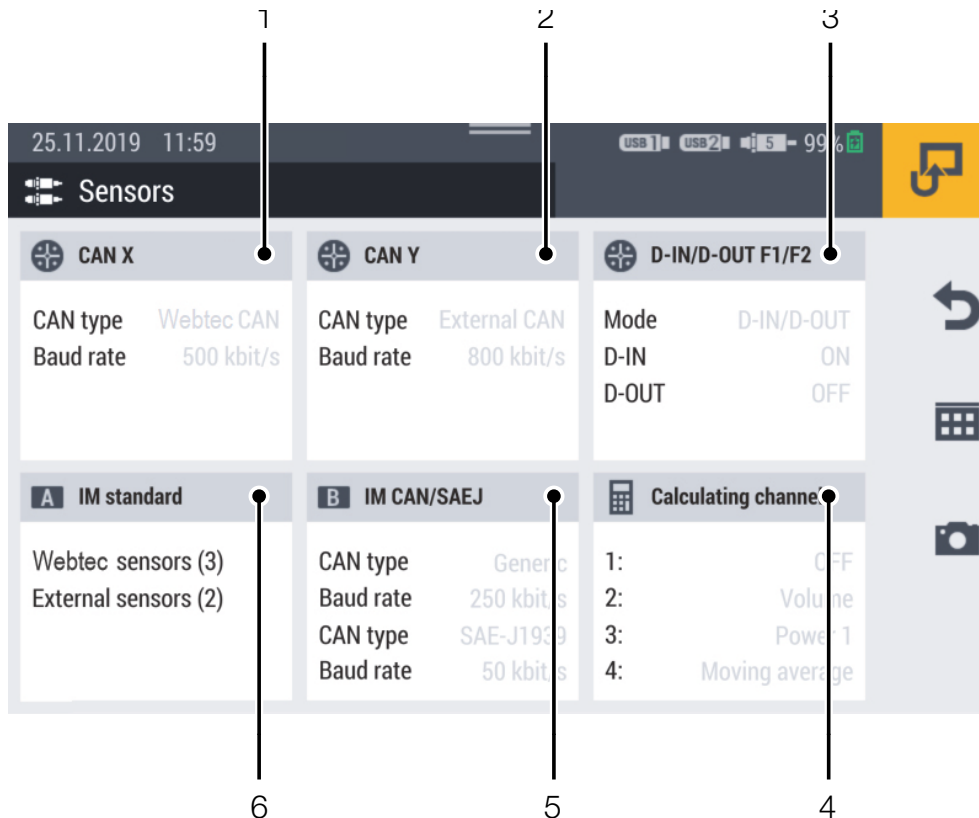 1 2 3
25.11.2019 11:59 USB 1 USB 2 5 99%
Sensors
CAN X
CAN type Webtec CAN
Baud rate 500 kbit/s
CAN Y
CAN type External CAN
Baud rate 800 kbit/s
D-IN/D-OUT F1/F2
Mode D-IN/D-OUT
D-IN ON
D-OUT OFF
A IM standard
Webtec sensors (3)
External sensors (2)
B IM CAN/SAEJ
CAN type Generic
Baud rate 250 kbit/s
CAN type SAE-J1939
Baud rate 50 kbit/s
Calculating channel
1: OFF
2: Volume
3: Power 1
4: Moving average
6 5 4